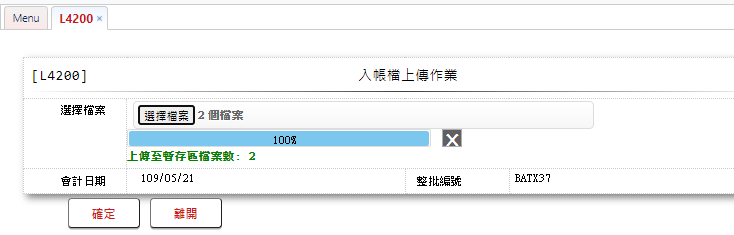 Menu L4200 ×
[L4200] 入帳檔上傳作業
選擇檔案 選擇檔案 2 個檔案
100% X
上傳至暫存區檔案數: 2
會計日期 109/05/21 整批編號 BATX37
確定 離開